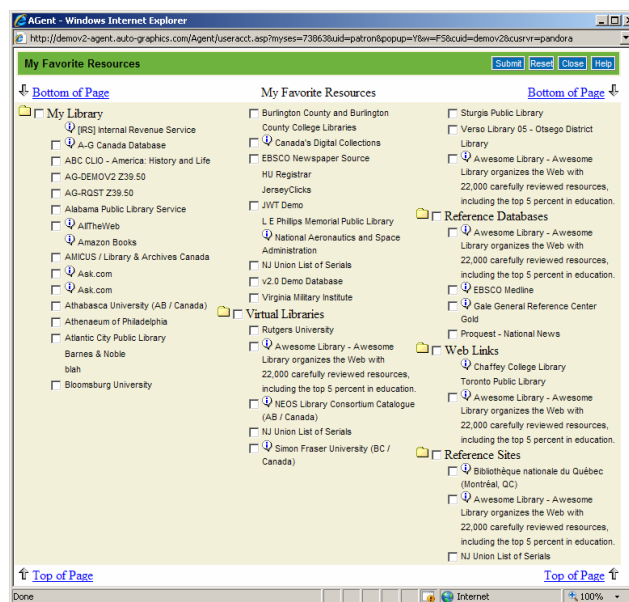 AGent - Windows Internet Explorer
http://demov2-agent.auto-graphics.com/Agent/useracct.asp?myses=73863&uid=patron&popup=Y&w=FS&cuid=demov2&cusrvr=pandora
My Favorite Resources
Submit Reset Close Help
Bottom of Page
My Favorite Resources
Bottom of Page
My Library
[IRS] Internal Revenue Service
A-G Canada Database
ABC CLIO - America: History and Life
AG-DEMOV2 Z39.50
AG-RQST Z39.50
Alabama Public Library Service
AllTheWeb
Amazon Books
AMICUS / Library & Archives Canada
Ask.com
Ask.com
Athabasca University (AB / Canada)
Athenaeum of Philadelphia
Atlantic City Public Library
Barnes & Noble
blah
Bloomsburg University
Burlington County and Burlington
County College Libraries
Canada's Digital Collections
EBSCO Newspaper Source
HU Registrar
JerseyClicks
JWT Demo
L E Phillips Memorial Public Library
National Aeronautics and Space
Administration
NJ Union List of Serials
v2.0 Demo Database
Virginia Military Institute
Virtual Libraries
Rutgers University
Awesome Library - Awesome
Library organizes the Web with
22,000 carefully reviewed resources,
including the top 5 percent in education.
NEOS Library Consortium Catalogue
(AB / Canada)
NJ Union List of Serials
Simon Fraser University (BC /
Canada)
Sturgis Public Library
Verso Library 05 - Otsego District
Library
Awesome Library - Awesome
Library organizes the Web with
22,000 carefully reviewed resources,
including the top 5 percent in education.
Reference Databases
Awesome Library - Awesome
Library organizes the Web with
22,000 carefully reviewed resources,
including the top 5 percent in education.
EBSCO Medline
Gale General Reference Center
Gold
Proquest - National News
Web Links
Chaffey College Library
Toronto Public Library
Awesome Library - Awesome
Library organizes the Web with
22,000 carefully reviewed resources,
including the top 5 percent in education.
Reference Sites
Bibliothèque nationale du Québec
(Montréal, QC)
Awesome Library - Awesome
Library organizes the Web with
22,000 carefully reviewed resources,
including the top 5 percent in education.
NJ Union List of Serials
Top of Page
Top of Page
Done
Internet
100%